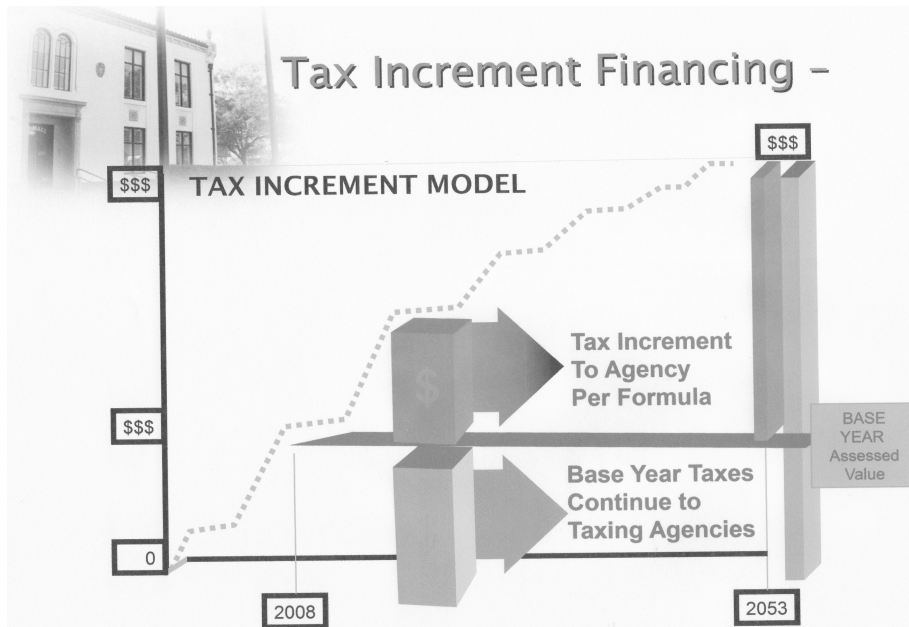 Tax Increment Financing –
$$$
$$$
TAX INCREMENT MODEL
Tax Increment
To Agency
Per Formula
$
$$$
BASE
YEAR
Assessed
Value
Base Year Taxes
Continue to
Taxing Agencies
0
2008
2053